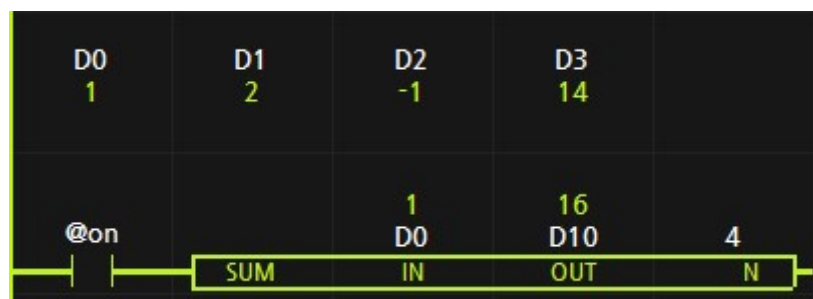 D0 D1 D2 D3
1 2 -1 14
1 16
@on D0 D10 4
SUM IN OUT N